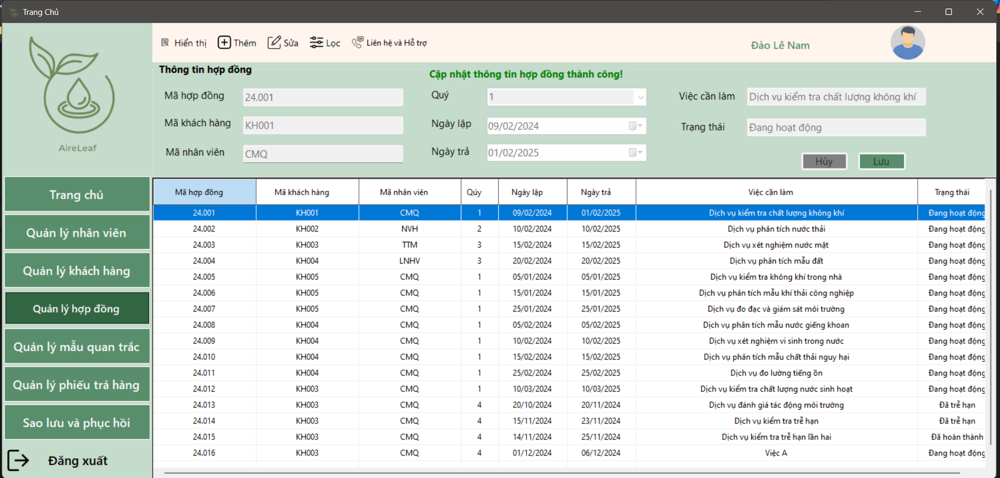 Trang Chủ
Hiển thị Thêm Sửa Lọc Liên hệ và Hỗ trợ
Đào Lê Nam
AireLeaf
Trang chủ
Quản lý nhân viên
Quản lý khách hàng
Quản lý hợp đồng
Quản lý mẫu quan trắc
Quản lý phiếu trả hàng
Sao lưu và phục hồi
Đăng xuất
Thông tin hợp đồng
Cập nhật thông tin hợp đồng thành công!
Mã hợp đồng 24.001 Quý 1 Việc cần làm Dịch vụ kiểm tra chất lượng không khí
Mã khách hàng KH001 Ngày lập 09/02/2024 Trạng thái Đang hoạt động
Mã nhân viên CMQ Ngày trả 01/02/2025
Hủy Lưu
Mã hợp đồng Mã khách hàng Mã nhân viên Qúy Ngày lập Ngày trả Việc cần làm Trạng thái
24.001 KH001 CMQ 1 09/02/2024 01/02/2025 Dịch vụ kiểm tra chất lượng không khí Đang hoạt động
24.002 KH002 NVH 2 10/02/2024 10/02/2025 Dịch vụ phân tích nước thải Đang hoạt động
24.003 KH003 TTM 3 15/02/2024 15/02/2025 Dịch vụ xét nghiệm nước mặt Đang hoạt động
24.004 KH004 LNHV 3 20/02/2024 20/02/2025 Dịch vụ phân tích mẫu đất Đang hoạt động
24.005 KH005 CMQ 1 05/01/2024 05/01/2025 Dịch vụ kiểm tra không khí trong nhà Đang hoạt động
24.006 KH005 CMQ 1 15/01/2024 15/01/2025 Dịch vụ phân tích mẫu khí thải công nghiệp Đang hoạt động
24.007 KH005 CMQ 1 25/01/2024 25/01/2025 Dịch vụ đo đạc và giám sát môi trường Đang hoạt động
24.008 KH004 CMQ 1 05/02/2024 05/02/2025 Dịch vụ phân tích mẫu nước giếng khoan Đang hoạt động
24.009 KH004 CMQ 1 10/02/2024 10/02/2025 Dịch vụ xét nghiệm vi sinh trong nước Đang hoạt động
24.010 KH004 CMQ 1 15/02/2024 15/02/2025 Dịch vụ phân tích mẫu chất thải nguy hại Đang hoạt động
24.011 KH004 CMQ 1 25/02/2024 25/02/2025 Dịch vụ đo lường tiếng ồn Đang hoạt động
24.012 KH003 CMQ 1 10/03/2024 10/03/2025 Dịch vụ kiểm tra chất lượng nước sinh hoạt Đang hoạt động
24.013 KH003 CMQ 4 20/10/2024 20/11/2024 Dịch vụ đánh giá tác động môi trường Đã trễ hạn
24.014 KH003 CMQ 4 15/11/2024 23/11/2024 Dịch vụ kiểm tra trễ hạn Đã trễ hạn
24.015 KH003 CMQ 4 14/11/2024 25/11/2024 Dịch vụ kiểm tra trễ hạn lần hai Đã hoàn thành
24.016 KH003 CMQ 4 01/12/2024 06/12/2024 Việc A Đang hoạt động